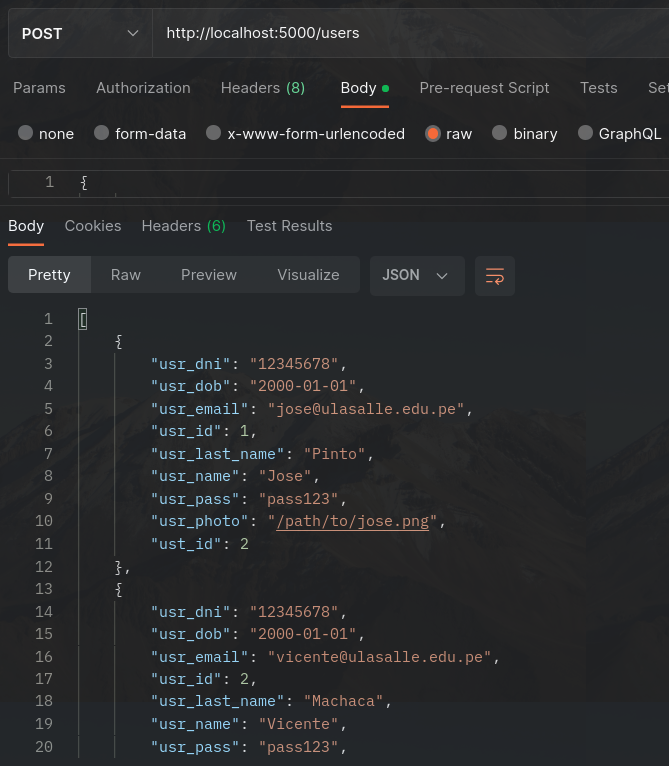 POST http://localhost:5000/users
Params Authorization Headers (8) Body Pre-request Script Tests Set
none form-data x-www-form-urlencoded raw binary GraphQL
1 {
Body Cookies Headers (6) Test Results
Pretty Raw Preview Visualize JSON
1 [
2 {
3 "usr_dni": "12345678",
4 "usr_dob": "2000-01-01",
5 "usr_email": "jose@ulasalle.edu.pe",
6 "usr_id": 1,
7 "usr_last_name": "Pinto",
8 "usr_name": "Jose",
9 "usr_pass": "pass123",
10 "usr_photo": "/path/to/jose.png",
11 "ust_id": 2
12 },
13 {
14 "usr_dni": "12345678",
15 "usr_dob": "2000-01-01",
16 "usr_email": "vicente@ulasalle.edu.pe",
17 "usr_id": 2,
18 "usr_last_name": "Machaca",
19 "usr_name": "Vicente",
20 "usr_pass": "pass123",